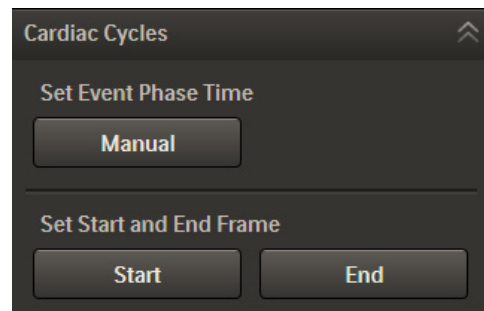 Cardiac Cycles
Set Event Phase Time
Manual
Set Start and End Frame
Start End